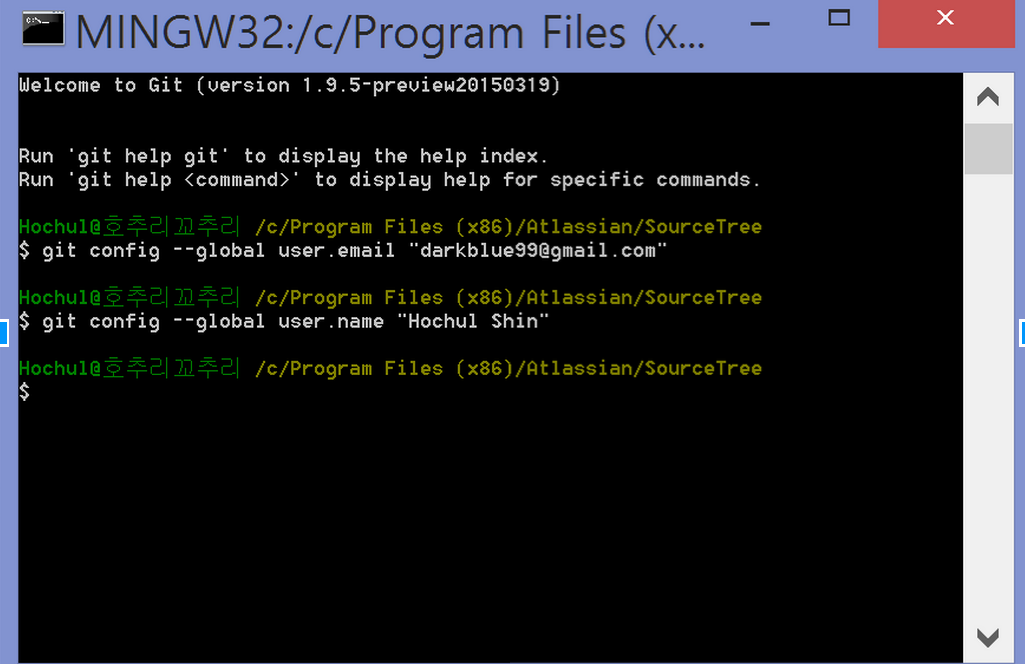 MINGW32:/c/Program Files (x...
Welcome to Git (version 1.9.5-preview20150319)
Run 'git help git' to display the help index.
Run 'git help <command>' to display help for specific commands.
Hochul@호추리꼬추리 /c/Program Files (x86)/Atlassian/SourceTree
$ git config --global user.email "darkblue99@gmail.com"
Hochul@호추리꼬추리 /c/Program Files (x86)/Atlassian/SourceTree
$ git config --global user.name "Hochul Shin"
Hochul@호추리꼬추리 /c/Program Files (x86)/Atlassian/SourceTree
$